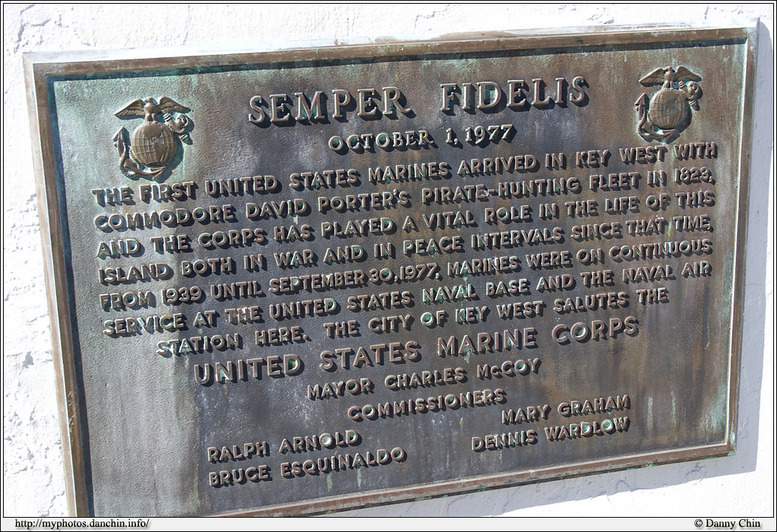 SEMPER FIDELIS
OCTOBER 1, 1977
THE FIRST UNITED STATES MARINES ARRIVED IN KEY WEST WITH
COMMODORE DAVID PORTER'S PIRATE-HUNTING FLEET IN 1823,
AND THE CORPS HAS PLAYED A VITAL ROLE IN THE LIFE OF THIS
ISLAND BOTH IN WAR AND IN PEACE INTERVALS SINCE THAT TIME.
FROM 1939 UNTIL SEPTEMBER 30, 1977, MARINES WERE ON CONTINUOUS
SERVICE AT THE UNITED STATES NAVAL BASE AND THE NAVAL AIR
STATION HERE. THE CITY OF KEY WEST SALUTES THE
UNITED STATES MARINE CORPS
MAYOR CHARLES McCOY
COMMISSIONERS
RALPH ARNOLD MARY GRAHAM
BRUCE ESQUINALDO DENNIS WARDLOW
http://myphotos.danchin.info/ © Danny Chin